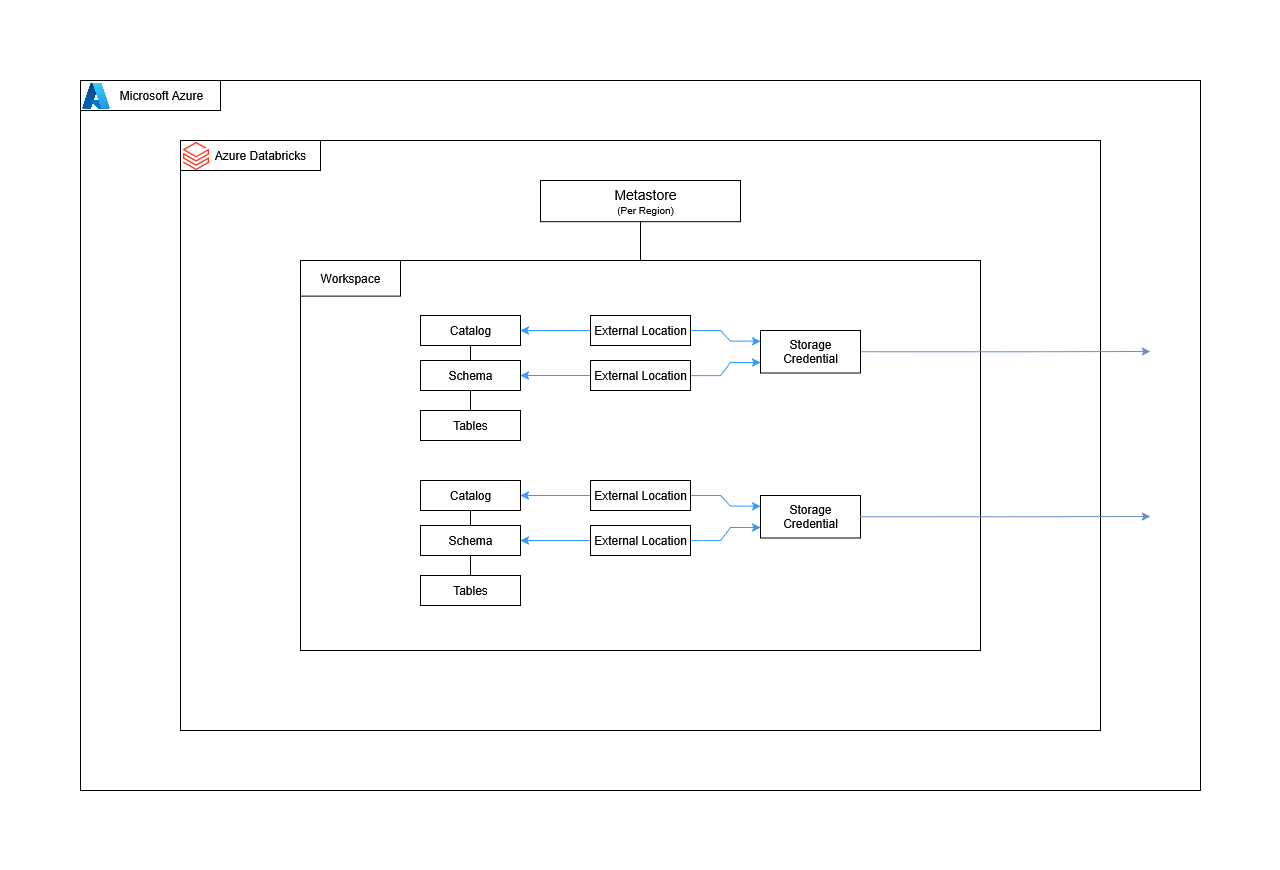 Microsoft Azure
Azure Databricks
Metastore
(Per Region)
Workspace
Catalog
External Location
Storage
Credential
Schema
External Location
Tables
Catalog
External Location
Storage
Credential
Schema
External Location
Tables